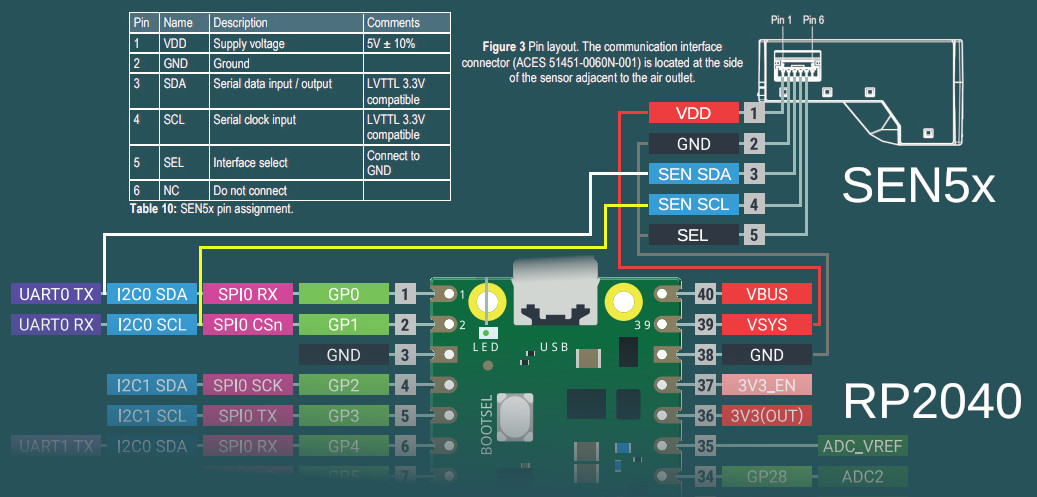 Pin Name Description Comments
1 VDD Supply voltage 5V ± 10%
2 GND Ground
3 SDA Serial data input / output LVTTL 3.3V
compatible
4 SCL Serial clock input LVTTL 3.3V
compatible
5 SEL Interface select Connect to
GND
6 NC Do not connect
Table 10: SEN5x pin assignment.
Figure 3 Pin layout. The communication interface
connector (ACES 51451-0060N-001) is located at the side
of the sensor adjacent to the air outlet.
Pin 1 Pin 6
VDD 1
GND 2
SEN SDA 3
SEN SCL 4
SEL 5
SEN5x
UART0 TX I2C0 SDA SPI0 RX GP0 1
UART0 RX I2C0 SCL SPI0 CSn GP1 2
GND 3
I2C1 SDA SPI0 SCK GP2 4
I2C1 SCL SPI0 TX GP3 5
UART1 TX I2C0 SDA SPI0 RX GP4 6
GP5 7
1
2
LED
USB
39
BOOTSEL
40 VBUS
39 VSYS
38 GND
37 3V3_EN
36 3V3(OUT)
35 ADC_VREF
34 GP28 ADC2
RP2040